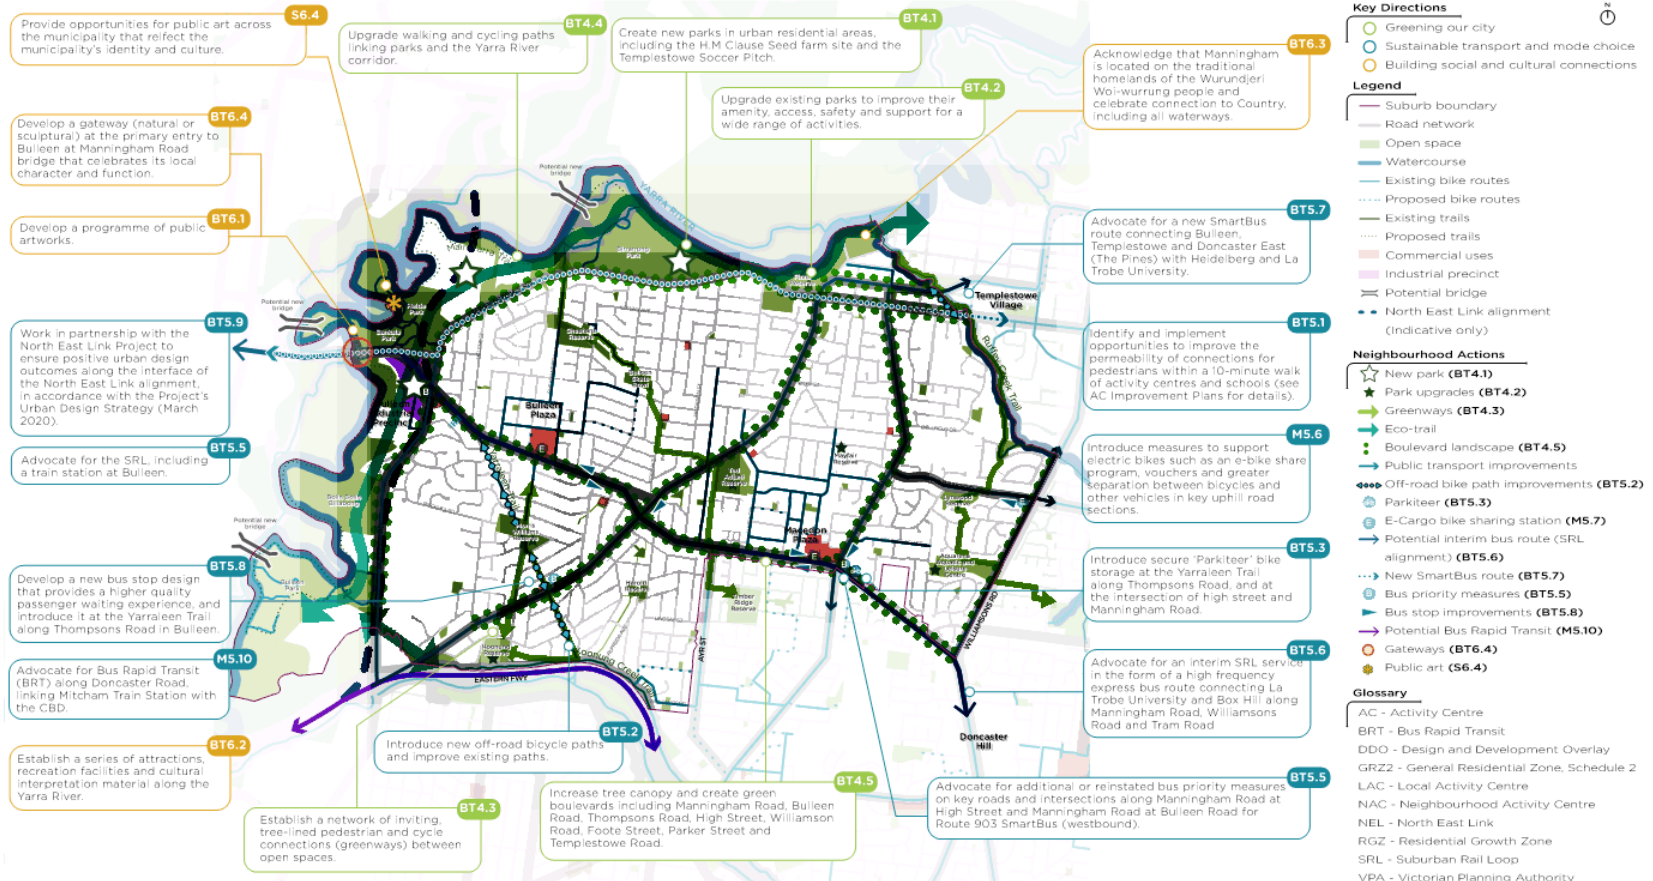 S6.4
Provide opportunities for public art across
the municipality that relfect the
municipality's identity and culture.
BT4.4
Upgrade walking and cycling paths
linking parks and the Yarra River
corridor.
BT4.1
Create new parks in urban residential areas,
including the H.M Clause Seed farm site and the
Templestowe Soccer Pitch.
BT4.2
Upgrade existing parks to improve their
amenity, access, safety and support for a
wide range of activities.
BT6.3
Acknowledge that Manningham
is located on the traditional
homelands of the Wurundjeri
Woi-wurrung people and
celebrate connection to Country,
including all waterways.
BT6.4
Develop a gateway (natural or
sculptural) at the primary entry to
Bulleen at Manningham Road
bridge that celebrates its local
character and function.
BT6.1
Develop a programme of public
artworks.
BT5.9
Work in partnership with the
North East Link Project to
ensure positive urban design
outcomes along the interface of
the North East Link alignment,
in accordance with the Project's
Urban Design Strategy (March
2020).
BT5.5
Advocate for the SRL, including
a train station at Bulleen.
BT5.8
Develop a new bus stop design
that provides a higher quality
passenger waiting experience, and
introduce it at the Yarraleen Trail
along Thompsons Road in Bulleen.
M5.10
Advocate for Bus Rapid Transit
(BRT) along Doncaster Road,
linking Mitcham Train Station with
the CBD.
BT6.2
Establish a series of attractions,
recreation facilities and cultural
interpretation material along the
Yarra River.
BT4.3
Establish a network of inviting,
tree-lined pedestrian and cycle
connections (greenways) between
open spaces.
BT5.2
Introduce new off-road bicycle paths
and improve existing paths.
BT4.5
Increase tree canopy and create green
boulevards including Manningham Road, Bulleen
Road, Thompsons Road, High Street, Williamson
Road, Foote Street, Parker Street and
Templestowe Road.
BT5.7
Advocate for a new SmartBus
route connecting Bulleen,
Templestowe and Doncaster East
(The Pines) with Heidelberg and La
Trobe University.
BT5.1
Identify and implement
opportunities to improve the
permeability of connections for
pedestrians within a 10-minute walk
of activity centres and schools (see
AC Improvement Plans for details).
M5.6
Introduce measures to support
electric bikes such as an e-bike share
program, vouchers and greater
separation between bicycles and
other vehicles in key uphill road
sections.
BT5.3
Introduce secure 'Parkiteer' bike
storage at the Yarraleen Trail
along Thompsons Road, and at
the intersection of high street and
Manningham Road.
BT5.6
Advocate for an interim SRL service
in the form of a high frequency
express bus route connecting La
Trobe University and Box Hill along
Manningham Road, Williamsons
Road and Tram Road
BT5.5
Advocate for additional or reinstated bus priority measures
on key roads and intersections along Manningham Road at
High Street and Manningham Road at Bulleen Road for
Route 903 SmartBus (westbound).
Potential new
bridge
YARRA RIVER
Potential new
bridge
Potential new
bridge
Templestowe
Village
Ruffey Creek Trail
Bulleen
Plaza
Bulleen
Industrial
Precinct
Macedon
Plaza
Mayfair
Reserve
WILLIAMSONS RD
AYR ST
EASTERN FWY
Koonung Creek Trail
Doncaster
Hill
N
Key Directions
Greening our city
Sustainable transport and mode choice
Building social and cultural connections
Legend
Suburb boundary
Road network
Open space
Watercourse
Existing bike routes
Proposed bike routes
Existing trails
Proposed trails
Commercial uses
Industrial precinct
Potential bridge
North East Link alignment
(Indicative only)
Neighbourhood Actions
New park (BT4.1)
Park upgrades (BT4.2)
Greenways (BT4.3)
Eco-trail
Boulevard landscape (BT4.5)
Public transport improvements
Off-road bike path improvements (BT5.2)
Parkiteer (BT5.3)
E-Cargo bike sharing station (M5.7)
Potential interim bus route (SRL
alignment) (BT5.6)
New SmartBus route (BT5.7)
Bus priority measures (BT5.5)
Bus stop improvements (BT5.8)
Potential Bus Rapid Transit (M5.10)
Gateways (BT6.4)
Public art (S6.4)
Glossary
AC - Activity Centre
BRT - Bus Rapid Transit
DDO - Design and Development Overlay
GRZ2 - General Residential Zone, Schedule 2
LAC - Local Activity Centre
NAC - Neighbourhood Activity Centre
NEL - North East Link
RGZ - Residential Growth Zone
SRL - Suburban Rail Loop
VPA - Victorian Planning Authority